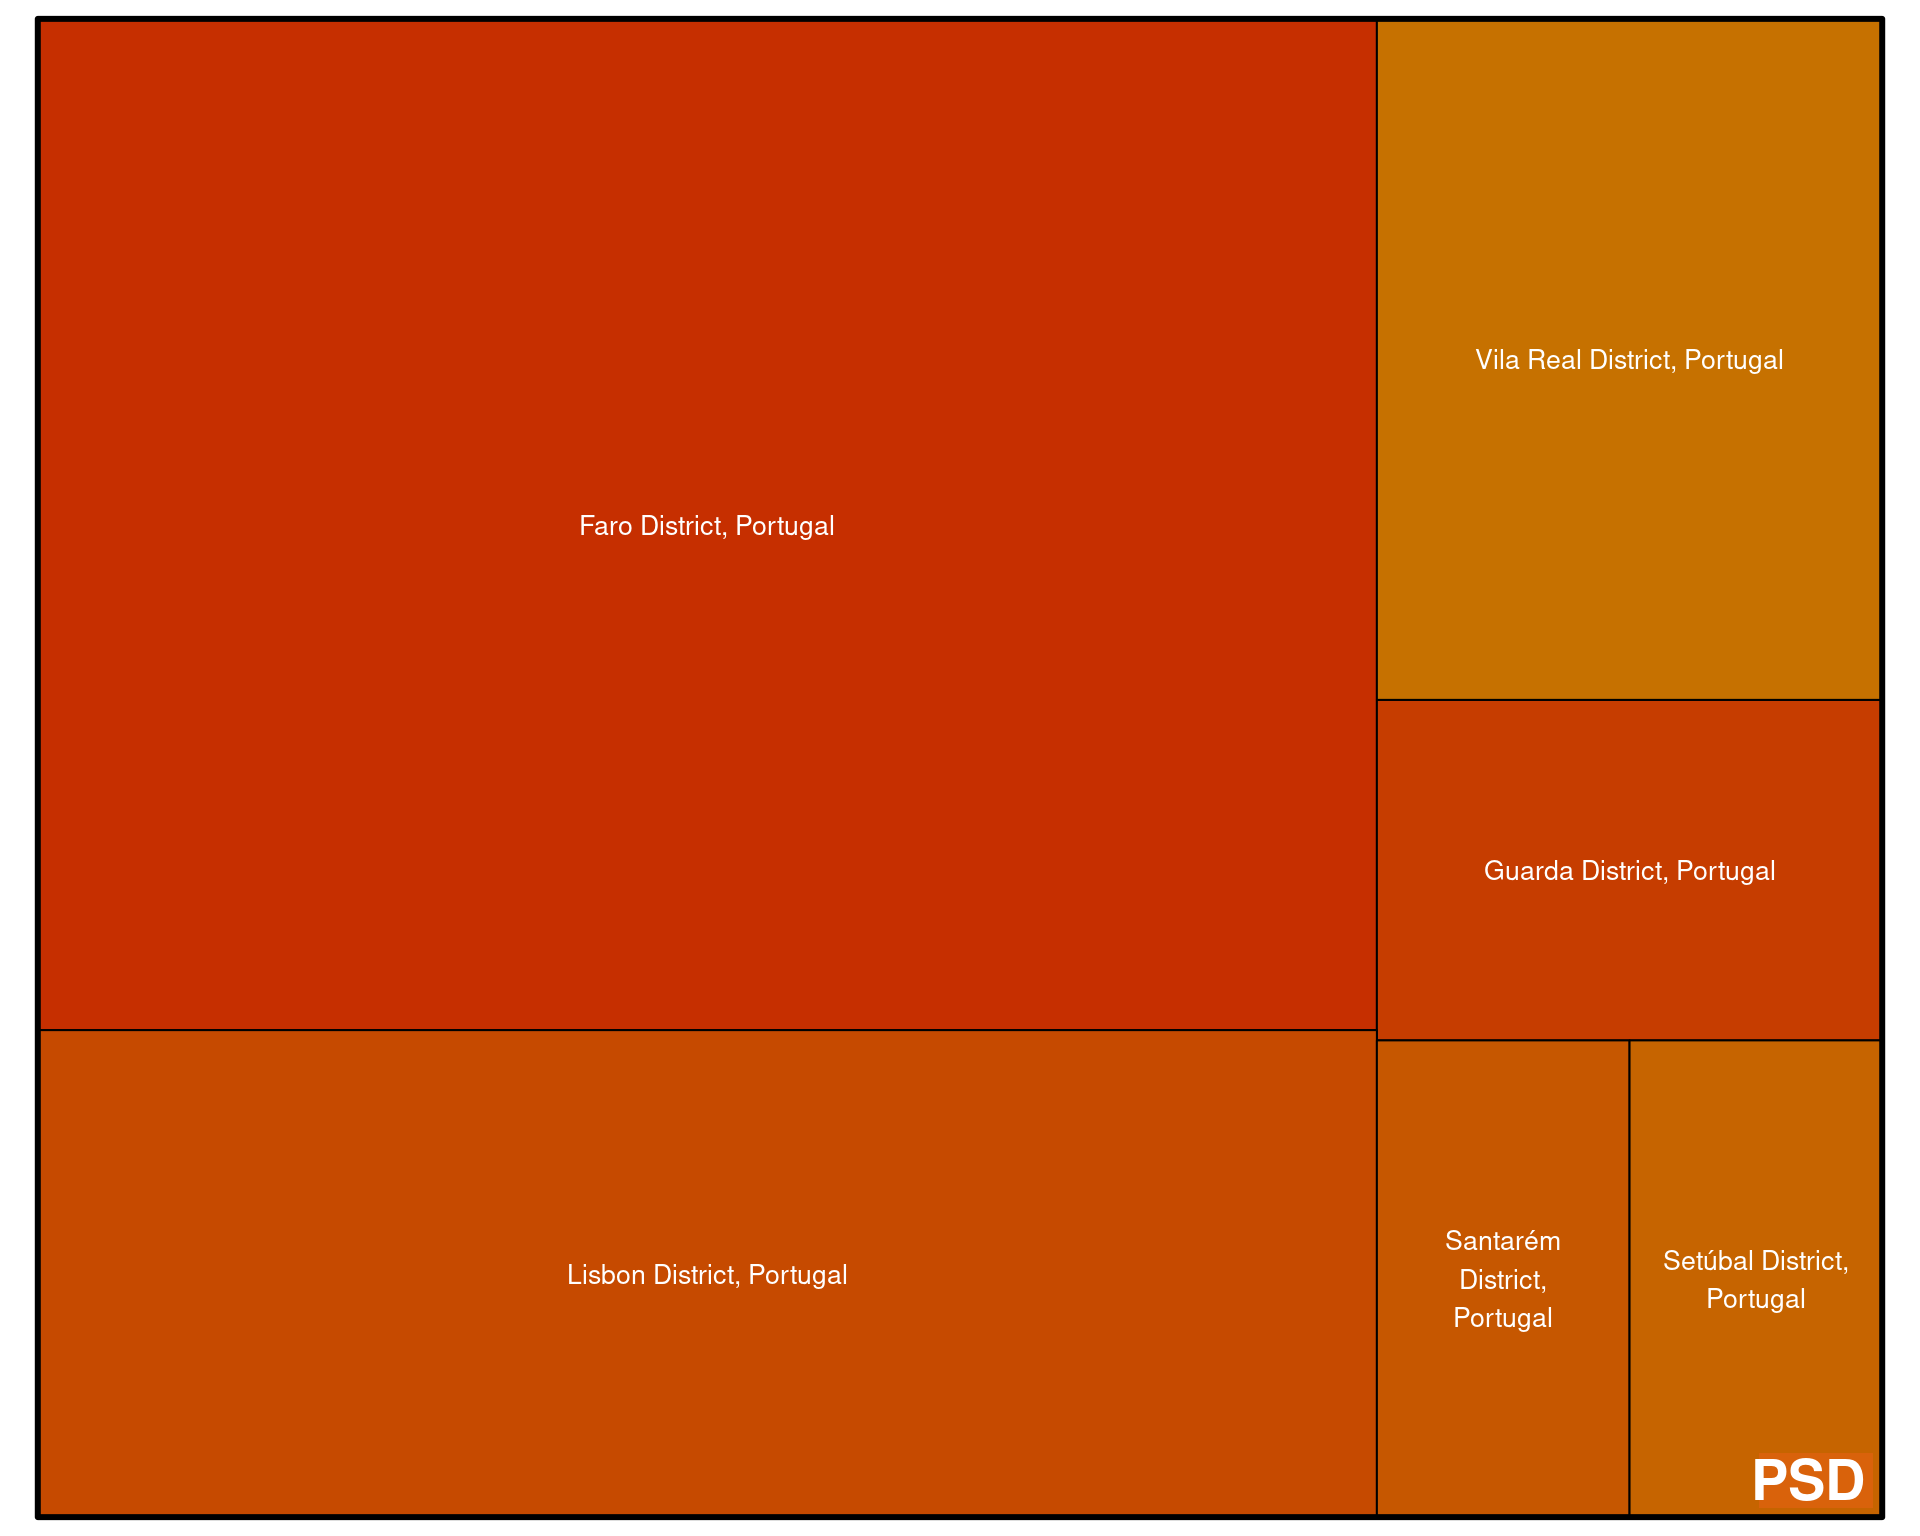 Faro District, Portugal
Vila Real District, Portugal
Guarda District, Portugal
Lisbon District, Portugal
Santarém
District,
Portugal
Setúbal District,
Portugal
PSD